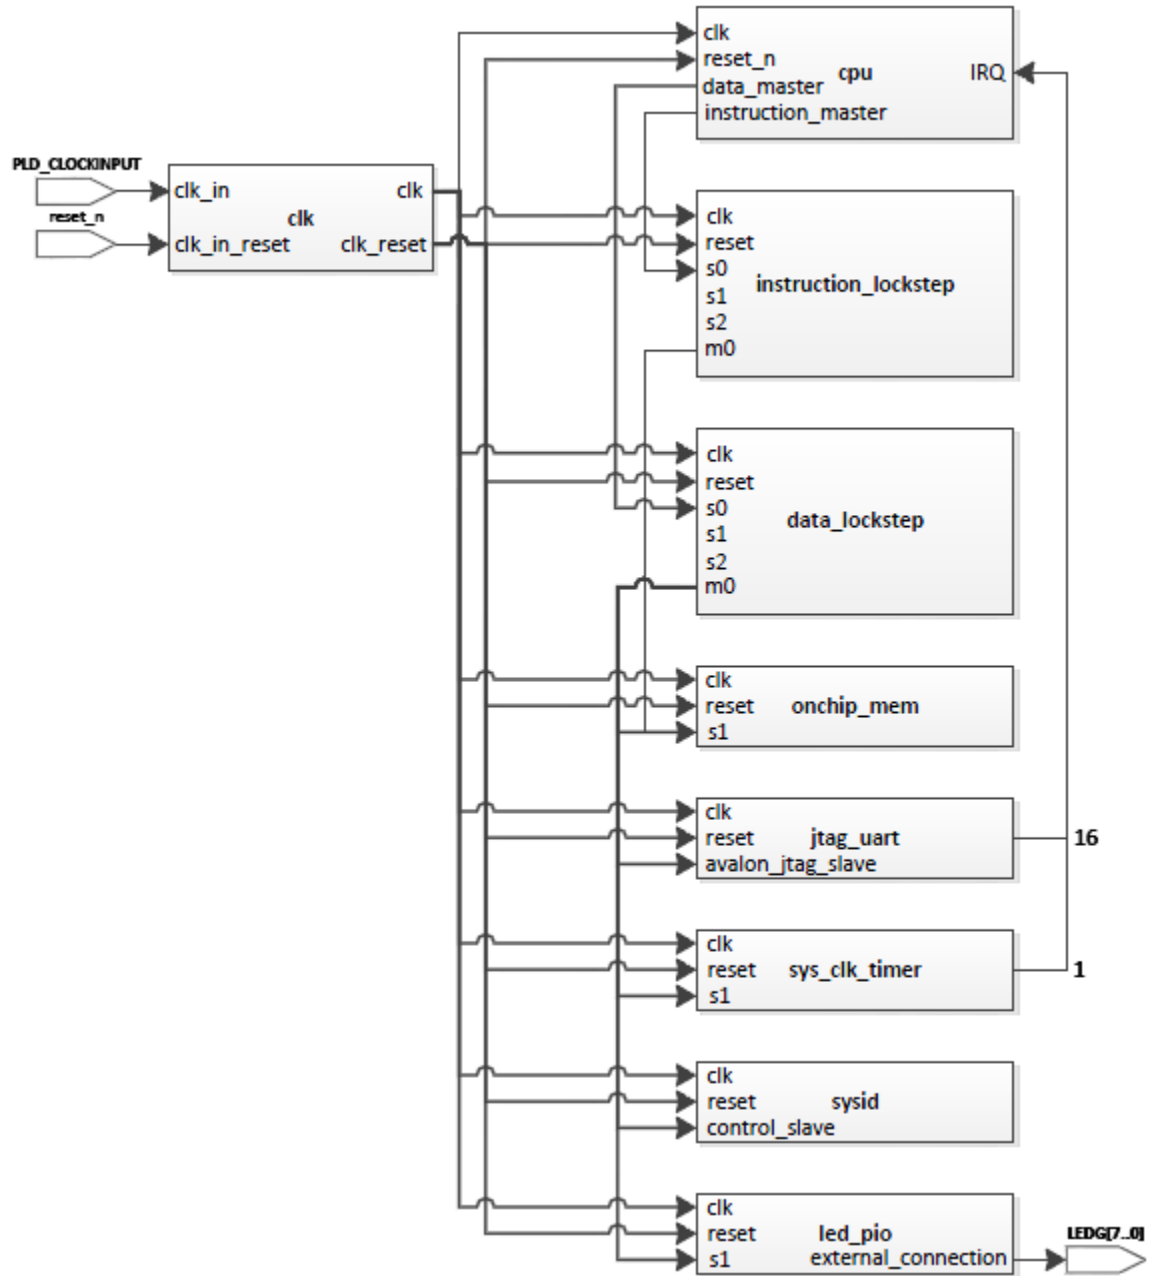 clk
reset_n
cpu
IRQ
data_master
instruction_master
PLD_CLOCKINPUT
clk_in
clk
reset_n
clk
clk_in_reset
clk_reset
clk
reset
s0
instruction_lockstep
s1
s2
m0
clk
reset
s0
data_lockstep
s1
s2
m0
clk
reset
onchip_mem
s1
clk
reset
jtag_uart
16
avalon_jtag_slave
clk
reset
sys_clk_timer
1
s1
clk
reset
sysid
control_slave
clk
reset
led_pio
LEDG[7..0]
s1
external_connection